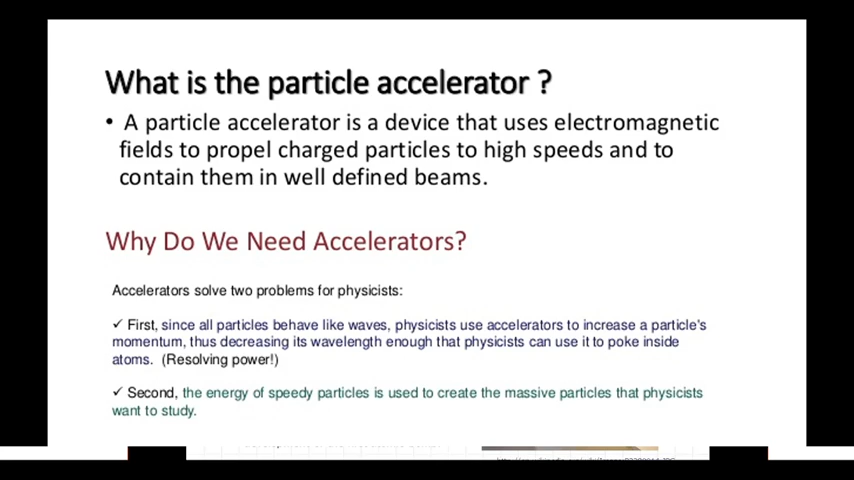 What is the particle accelerator ?
• A particle accelerator is a device that uses electromagnetic
fields to propel charged particles to high speeds and to
contain them in well defined beams.
Why Do We Need Accelerators?
Accelerators solve two problems for physicists:
✓ First, since all particles behave like waves, physicists use accelerators to increase a particle's
momentum, thus decreasing its wavelength enough that physicists can use it to poke inside
atoms. (Resolving power!)
✓ Second, the energy of speedy particles is used to create the massive particles that physicists
want to study.